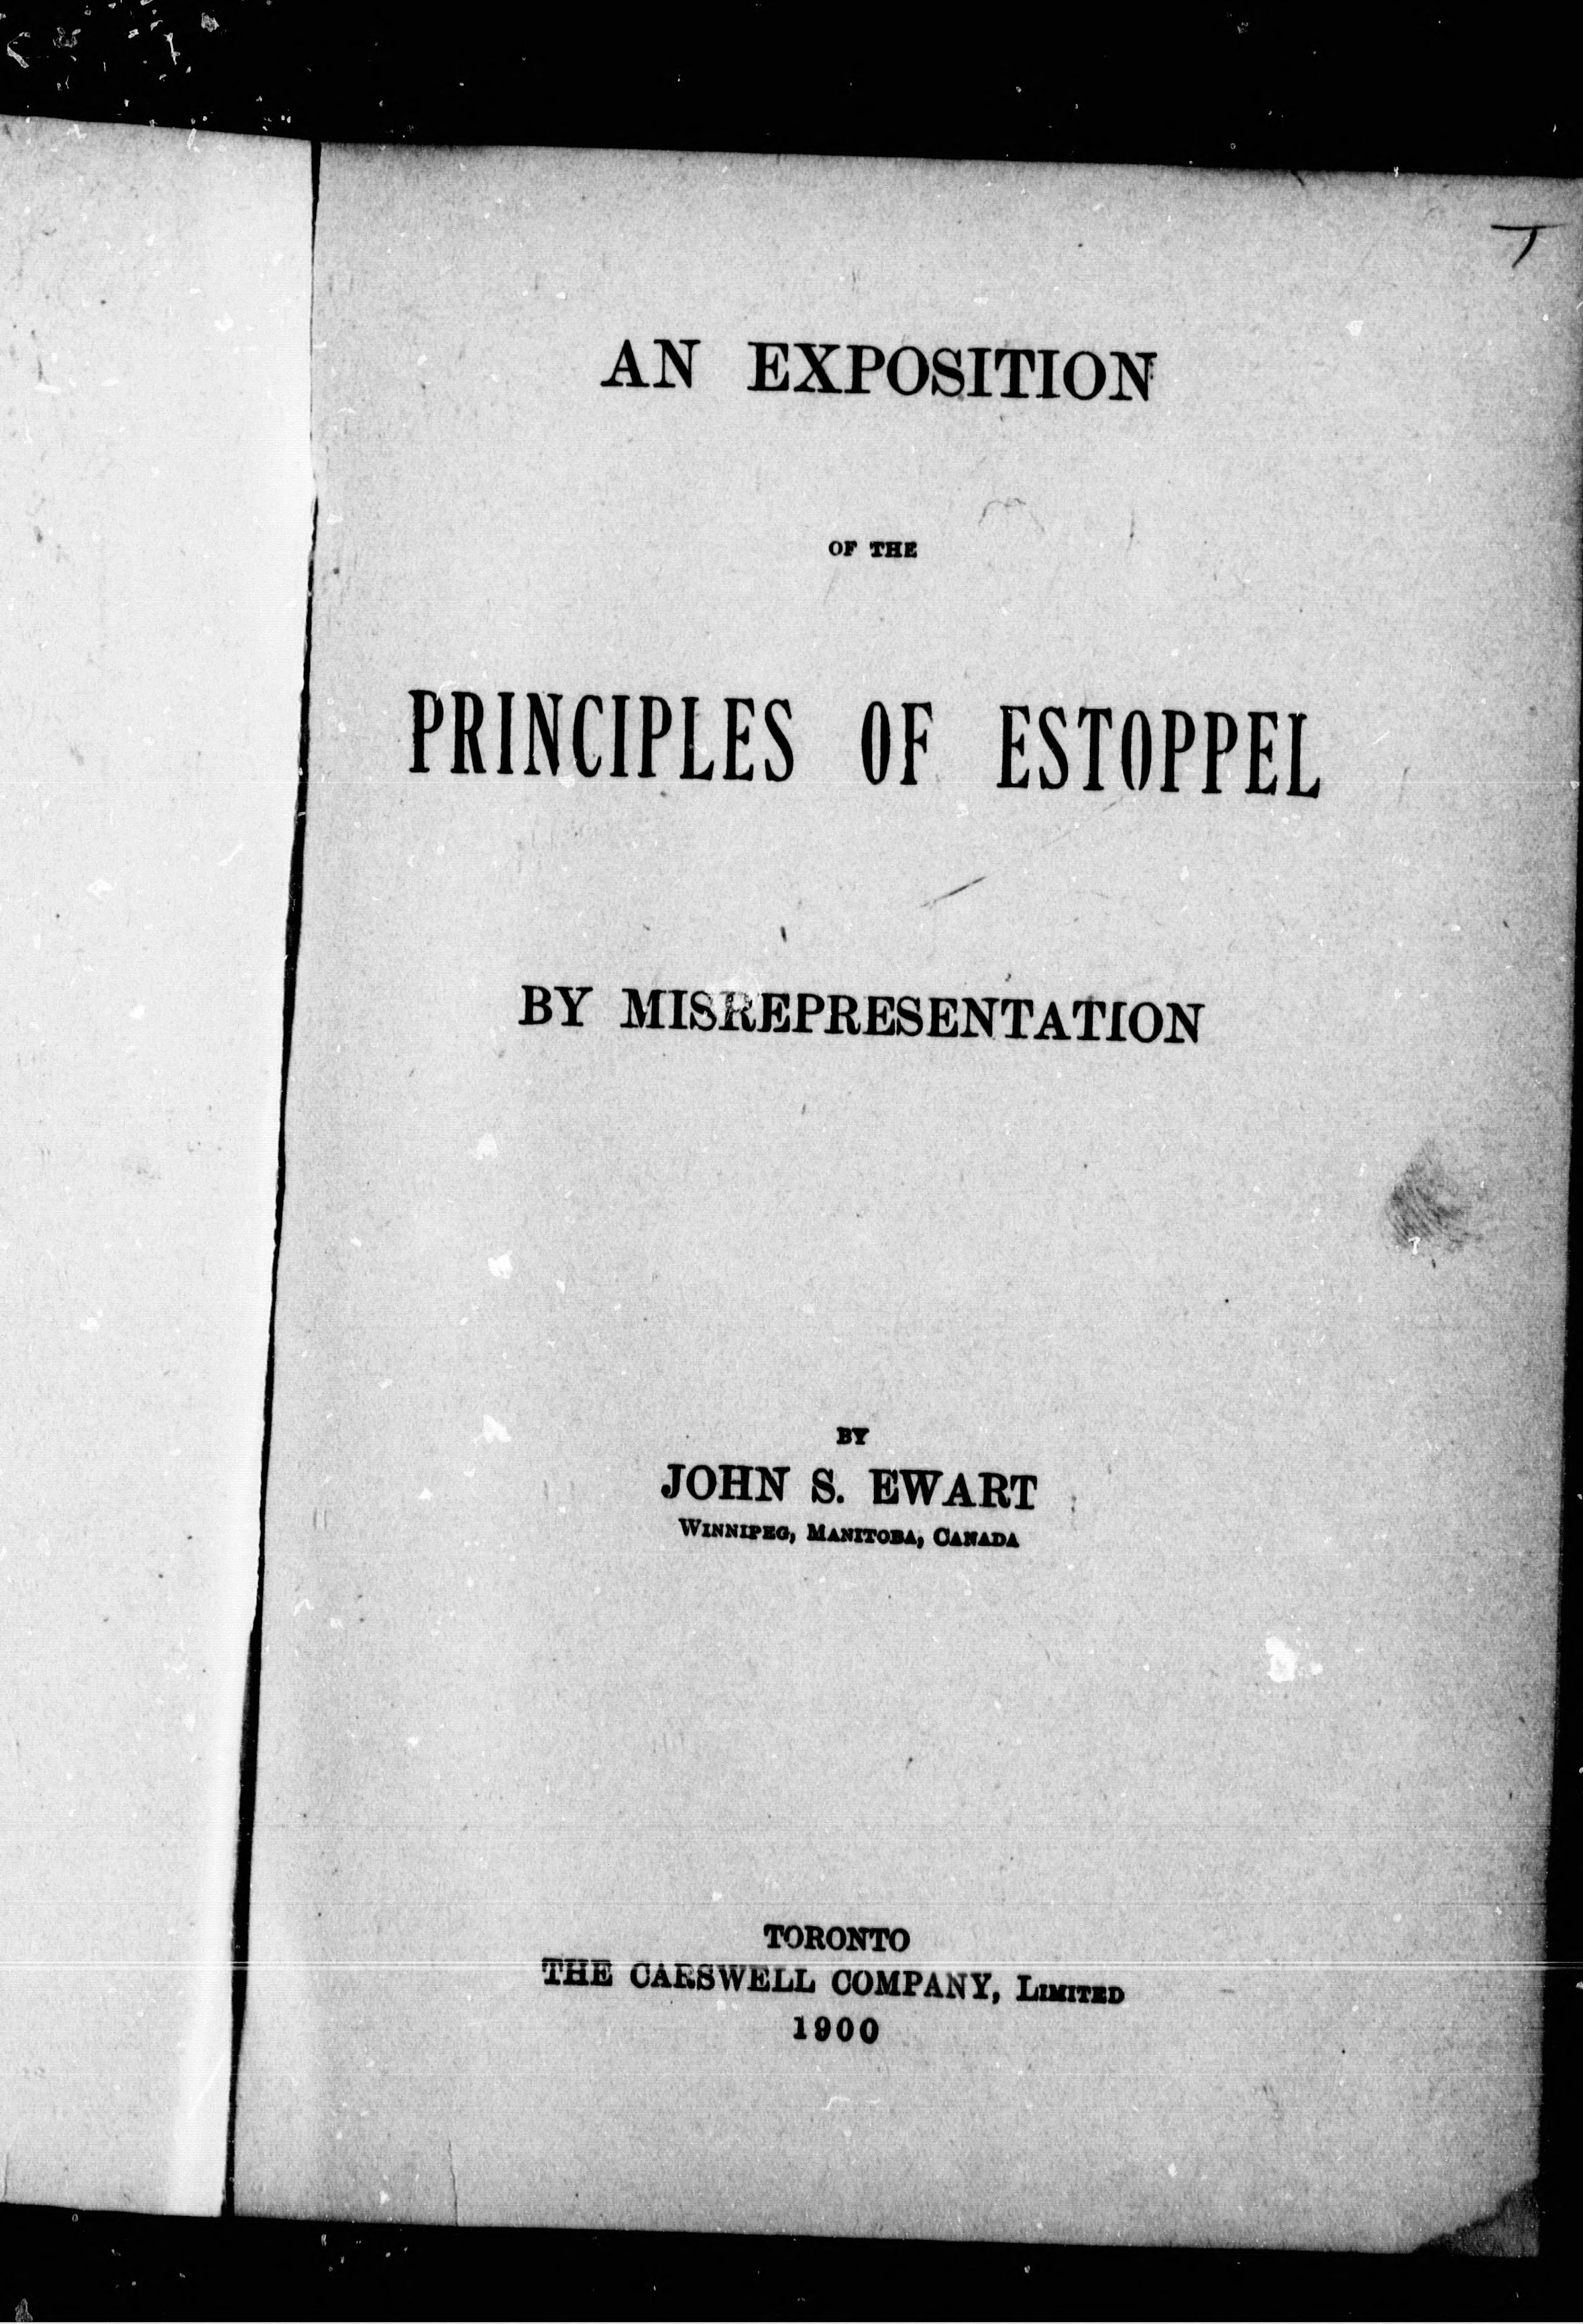 AN EXPOSITION
OF THE
PRINCIPLES OF ESTOPPEL
BY MISREPRESENTATION
BY
JOHN S. EWART
WINNIPEG, MANITOBA, CANADA
TORONTO
THE CARSWELL COMPANY, LIMITED
1900